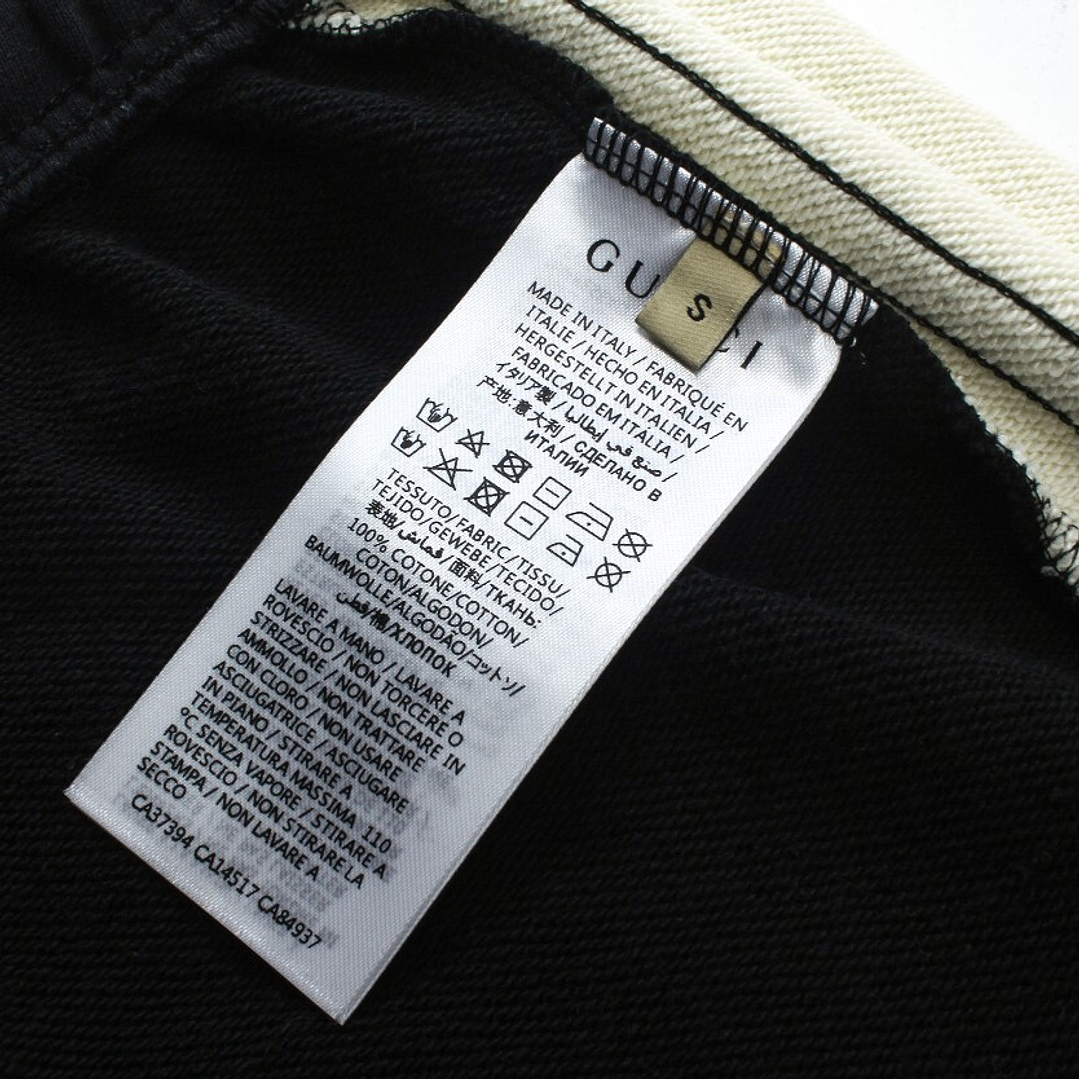 GU CI
S
MADE IN ITALY / FABRIQUÉ EN
ITALIE / HECHO EN ITALIA /
HERGESTELLT IN ITALIEN /
FABRICADO EM ITÁLIA /
イタリア製 / صنع في إيطاليا /
产地:意大利 / СДЕЛАНО В
ИТАЛИИ
TESSUTO/FABRIC/TISSU/
TEJIDO/GEWEBE/TECIDO/
表地/قماش/面料/ТКАНЬ:
100% COTONE/COTTON/
COTON/ALGODON/
BAUMWOLLE/ALGODÃO/コットン/
قطن/棉/ХЛОПОК
LAVARE A MANO / LAVARE A
ROVESCIO / NON TORCERE O
STRIZZARE / NON LASCIARE IN
AMMOLLO / NON TRATTARE
CON CLORO / NON USARE
ASCIUGATRICE / ASCIUGARE
IN PIANO / STIRARE A
TEMPERATURA MASSIMA 110
°C SENZA VAPORE / STIRARE A
ROVESCIO / NON STIRARE LA
STAMPA / NON LAVARE A
SECCO
CA37394 CA14517 CA84937